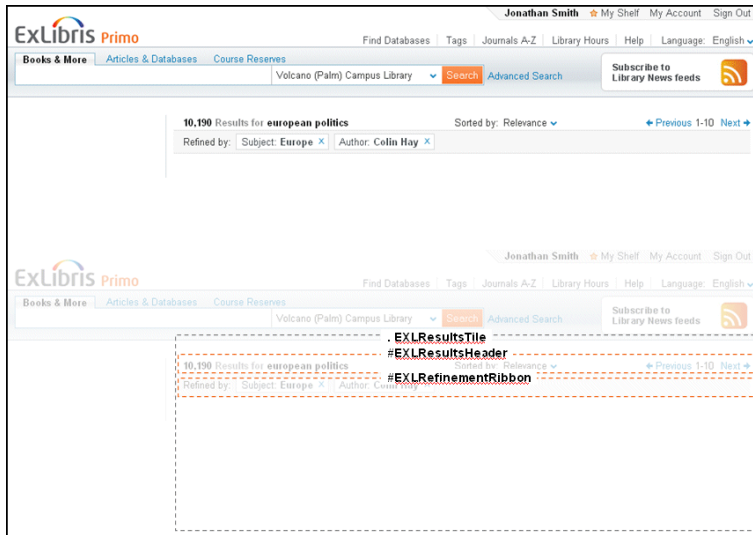 Jonathan Smith My Shelf My Account Sign Out
ExLibris Primo
Find Databases | Tags | Journals A-Z | Library Hours | Help | Language: English
Books & More Articles & Databases Course Reserves
Volcano (Palm) Campus Library Search Advanced Search
Subscribe to
Library News feeds
10,190 Results for european politics Sorted by: Relevance Previous 1-10 Next
Refined by: Subject: Europe X Author: Colin Hay X
Jonathan Smith My Shelf My Account Sign Out
ExLibris Primo
Find Databases | Tags | Journals A-Z | Library Hours | Help | Language: English
Books & More Articles & Databases Course Reserves
Volcano (Palm) Campus Library Search Advanced Search
Subscribe to
Library News feeds
. EXLResultsTile
#EXLResultsHeader
10,190 Results for european politics Sorted by: Relevance Previous 1-10 Next
#EXLRefinementRibbon
Refined by: Subject: Europe X Author: Colin Hay